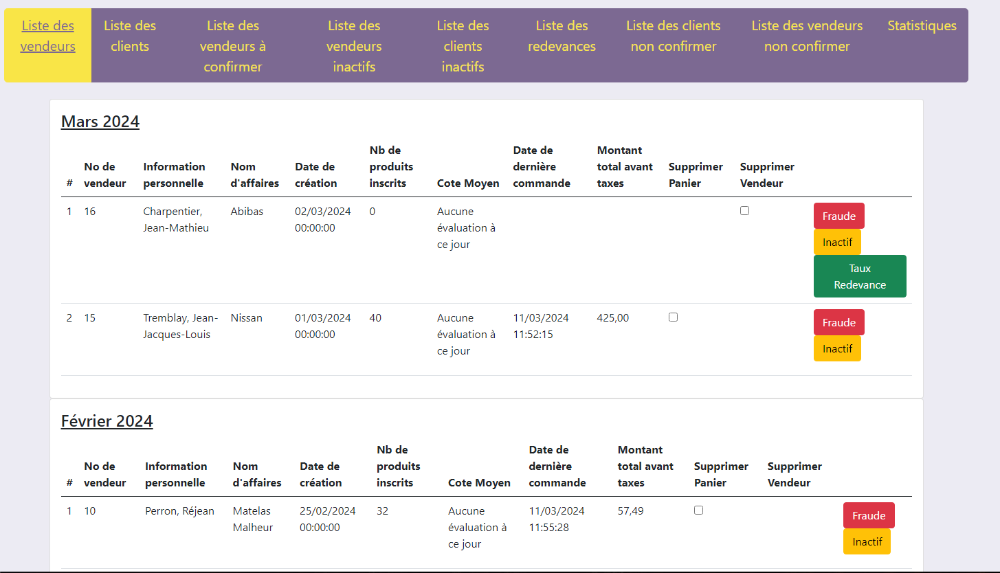 Liste des vendeurs
Liste des clients
Liste des vendeurs à confirmer
Liste des vendeurs inactifs
Liste des clients inactifs
Liste des redevances
Liste des clients non confirmer
Liste des vendeurs non confirmer
Statistiques
Mars 2024
# No de vendeur Information personnelle Nom d'affaires Date de création Nb de produits inscrits Cote Moyen Date de dernière commande Montant total avant taxes Supprimer Panier Supprimer Vendeur
1 16 Charpentier, Jean-Mathieu Abibas 02/03/2024 00:00:00 0 Aucune évaluation à ce jour Fraude
Inactif
Taux Redevance
2 15 Tremblay, Jean-Jacques-Louis Nissan 01/03/2024 00:00:00 40 Aucune évaluation à ce jour 11/03/2024 11:52:15 425,00 Fraude
Inactif
Février 2024
# No de vendeur Information personnelle Nom d'affaires Date de création Nb de produits inscrits Cote Moyen Date de dernière commande Montant total avant taxes Supprimer Panier Supprimer Vendeur
1 10 Perron, Réjean Matelas Malheur 25/02/2024 00:00:00 32 Aucune évaluation à ce jour 11/03/2024 11:55:28 57,49 Fraude
Inactif